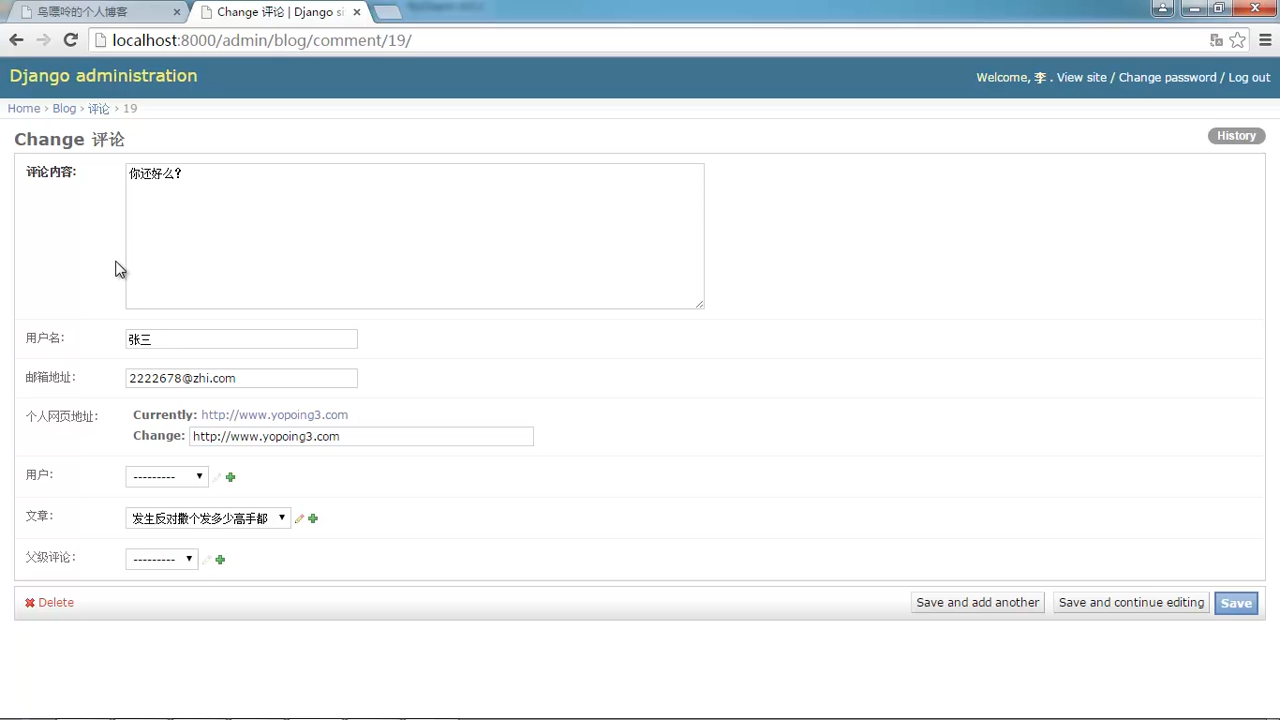 鸟嘌呤的个人博客
Change 评论 | Django si
localhost:8000/admin/blog/comment/19/
Django administration
Welcome, 李 . View site / Change password / Log out
Home › Blog › 评论 › 19
Change 评论
History
评论内容:
你还好么?
用户名:
张三
邮箱地址:
2222678@zhi.com
个人网页地址:
Currently: http://www.yopoing3.com
Change: http://www.yopoing3.com
用户:
---------
文章:
发生反对撒个发多少高手都
父级评论:
---------
Delete
Save and add another
Save and continue editing
Save